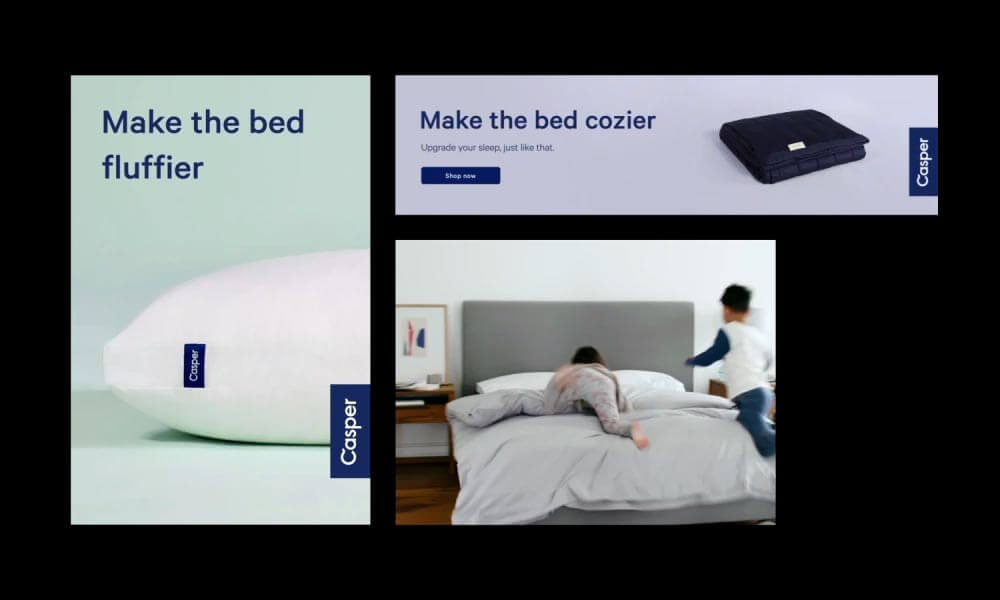 Make the bed
fluffier
Casper
Casper
Make the bed cozier
Upgrade your sleep, just like that.
Shop now
Casper